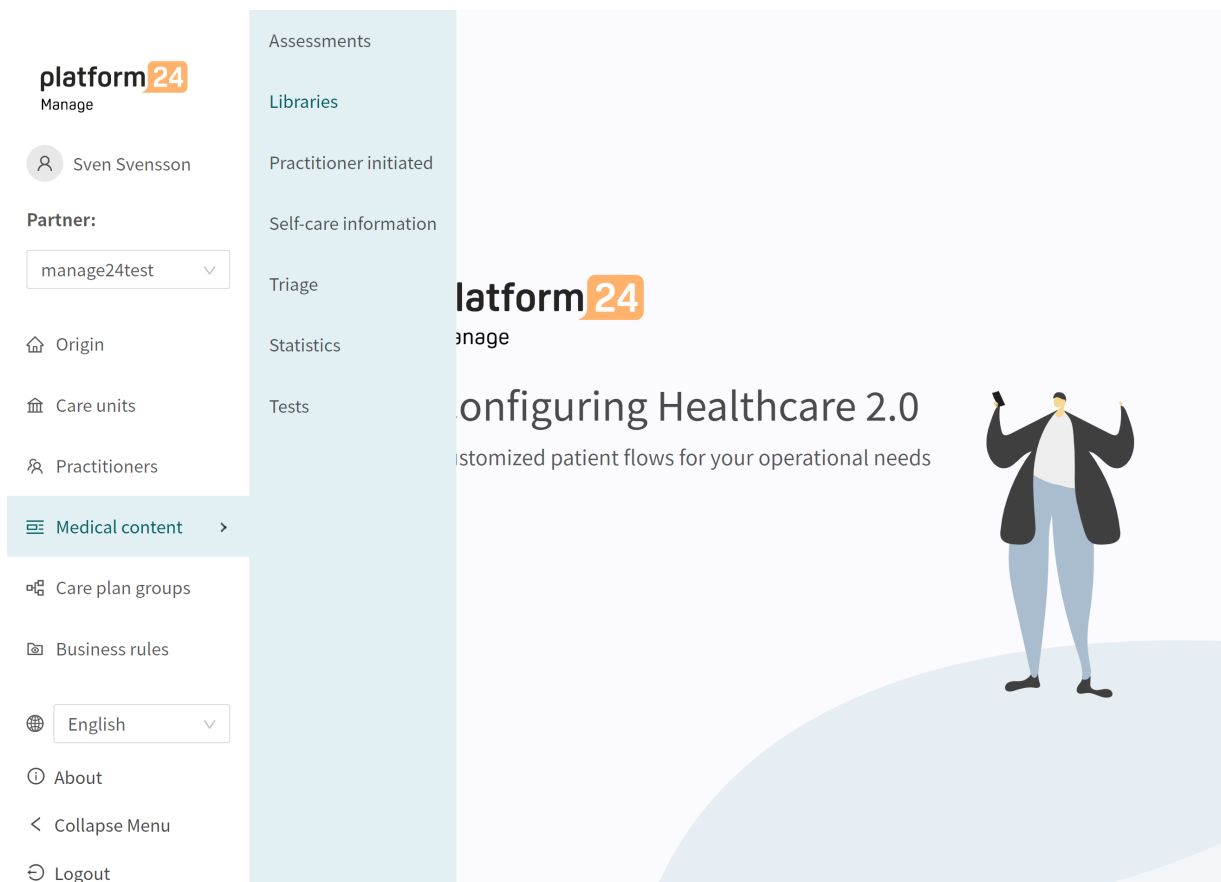 platform24
Manage
Sven Svensson
Partner:
manage24test
Origin
Care units
Practitioners
Medical content
Care plan groups
Business rules
English
About
Collapse Menu
Logout
Assessments
Libraries
Practitioner initiated
Self-care information
Triage
Statistics
Tests
latform24
anage
onfiguring Healthcare 2.0
stomized patient flows for your operational needs